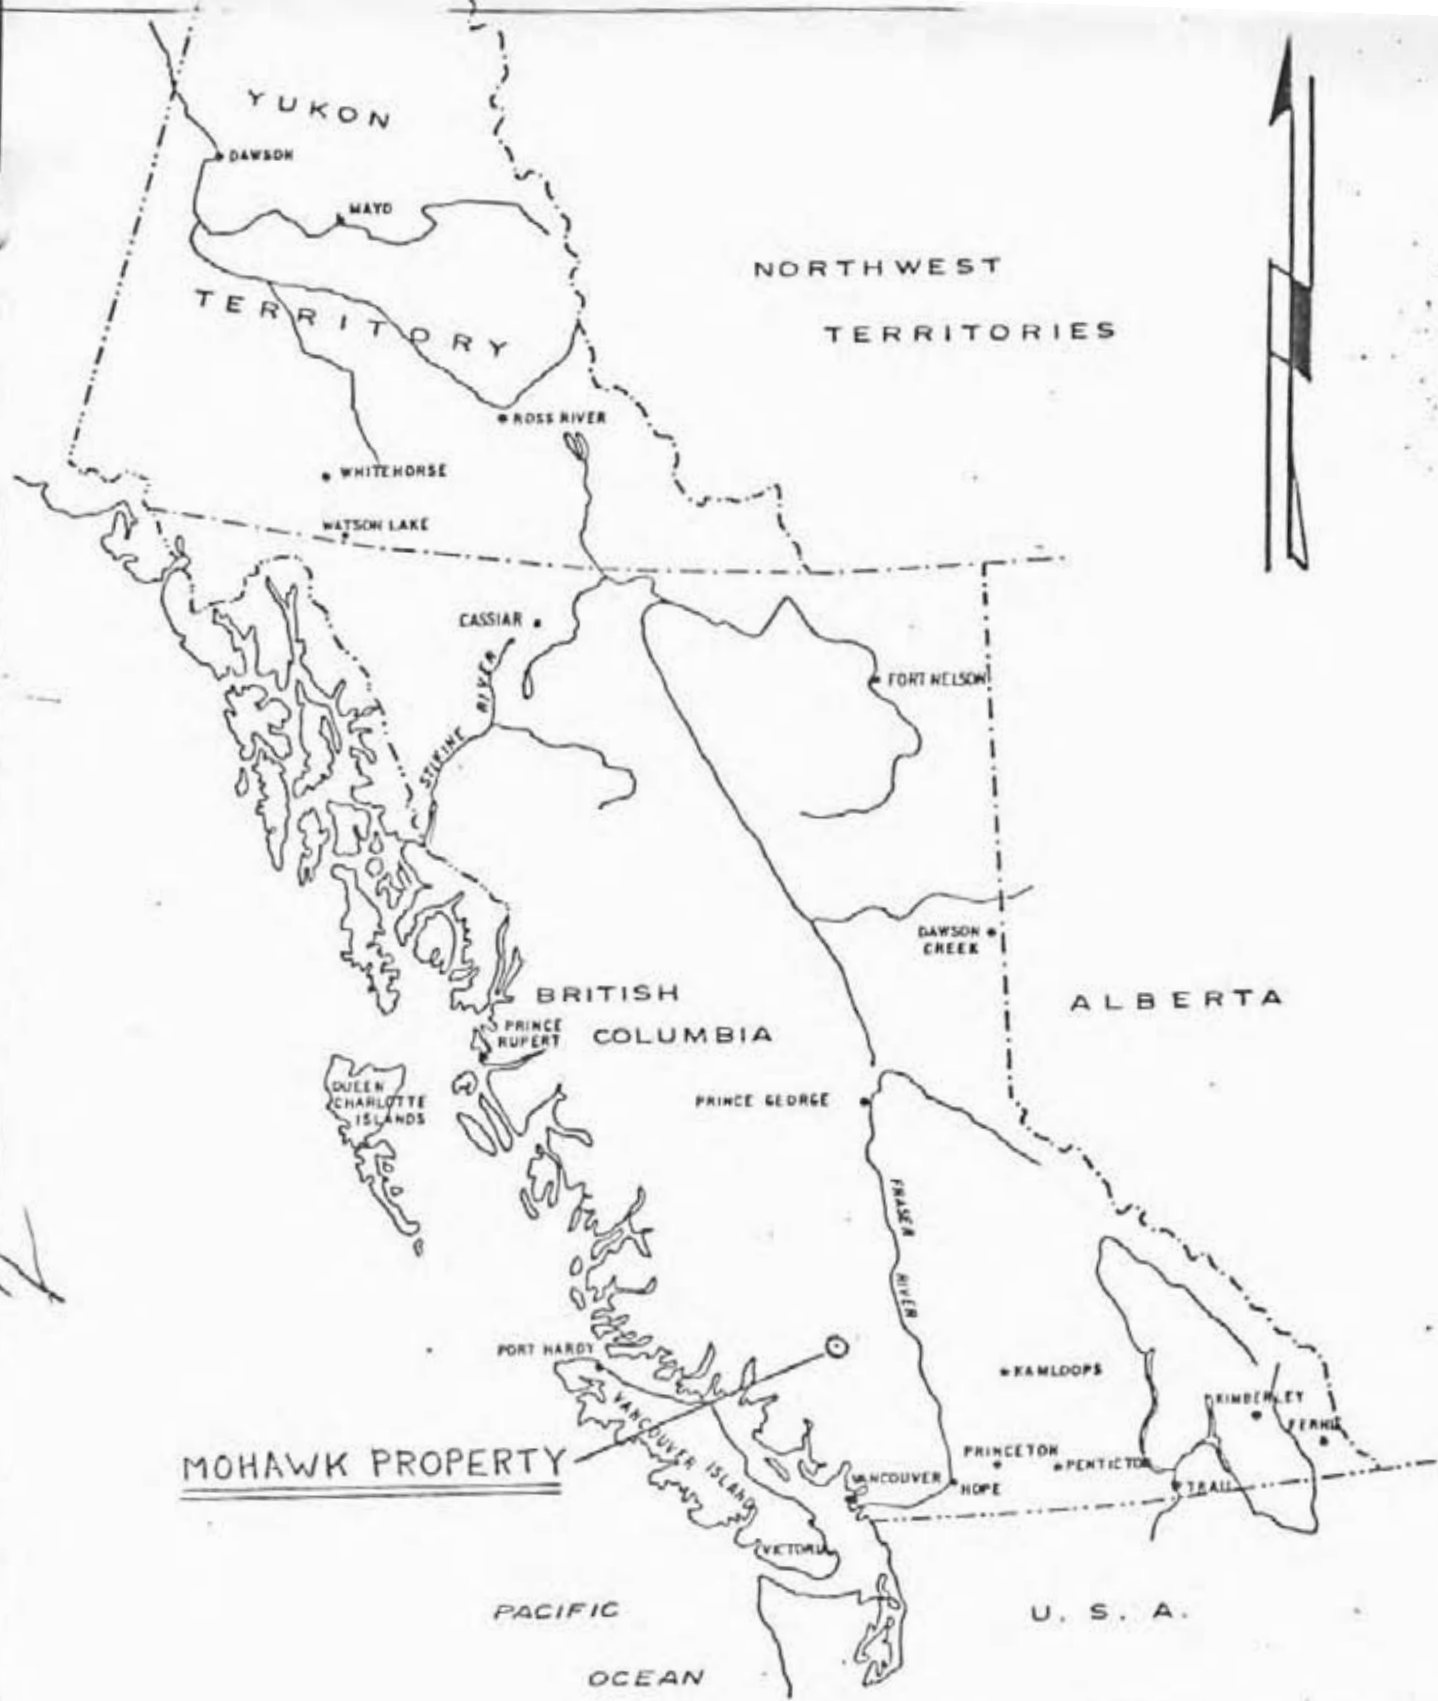 YUKON
DAWSON
MAYO
NORTHWEST
TERRITORIES
TERRITORY
ROSS RIVER
WHITEHORSE
WATSON LAKE
CASSIAR
STIKINE RIVER
FORT NELSON
DAWSON
CREEK
BRITISH
COLUMBIA
ALBERTA
PRINCE
RUPERT
QUEEN
CHARLOTTE
ISLANDS
PRINCE GEORGE
FRASER RIVER
PORT HARDY
KAMLOOPS
VANCOUVER ISLAND
KIMBERLEY
FERNIE
MOHAWK PROPERTY
PRINCETON
PENTICTON
VANCOUVER
HOPE
TRAIL
VICTORIA
PACIFIC
OCEAN
U. S. A.